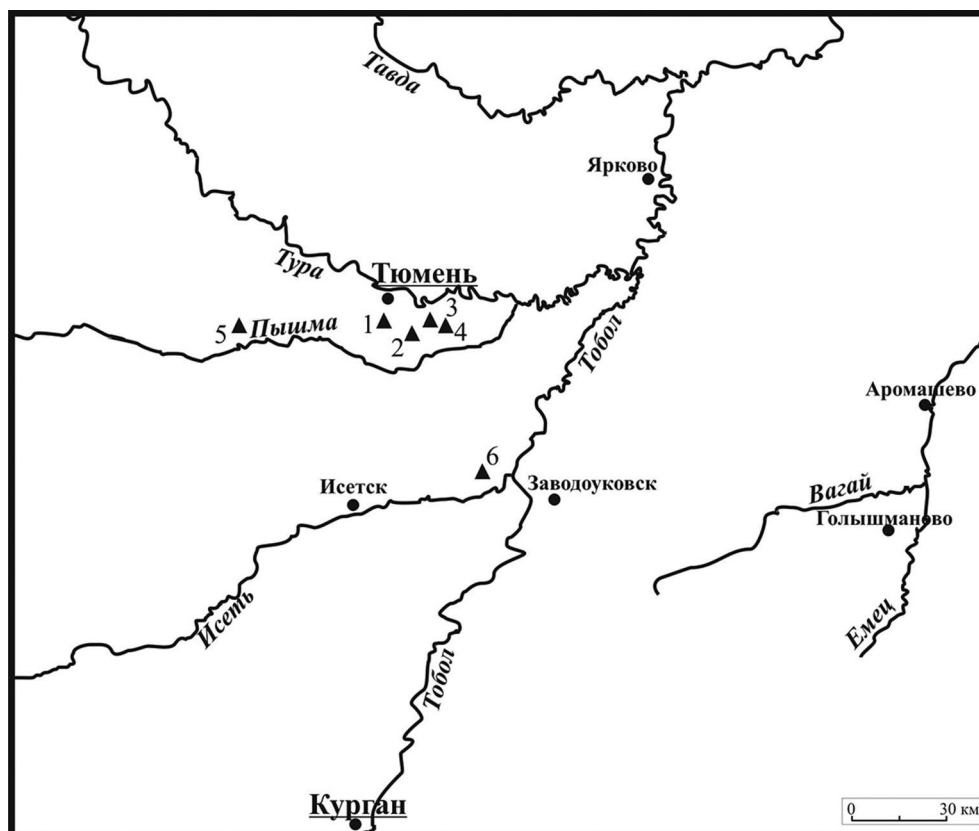 Тавда
Ярково
Тура
Тюмень
Пышма
Тобол
1
2
3
4
5
Аромашево
6
Исетск
Заводоуковск
Вагай
Голышманово
Исеть
Тобол
Емец
Курган
0 30 км